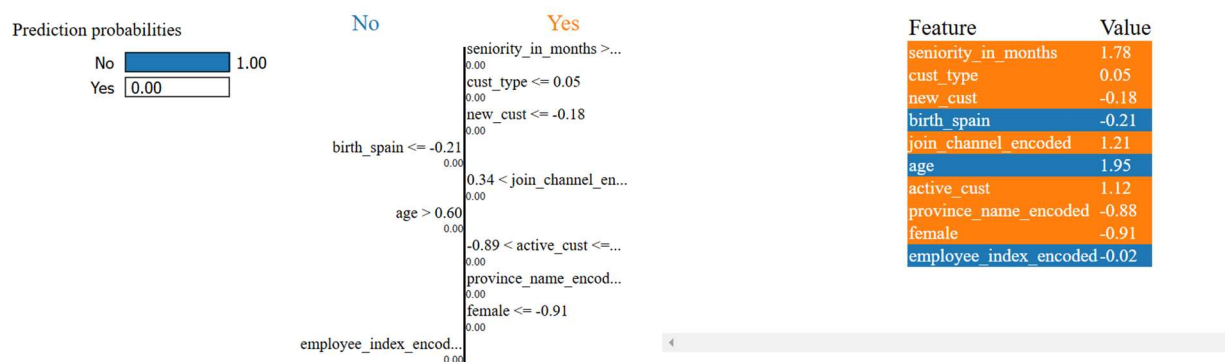 Prediction probabilities
No 1.00
Yes 0.00
No Yes
seniority_in_months >...
0.00
cust_type <= 0.05
0.00
new_cust <= -0.18
0.00
birth_spain <= -0.21
0.00
0.34 < join_channel_en...
0.00
age > 0.60
0.00
-0.89 < active_cust <=...
0.00
province_name_encod...
0.00
female <= -0.91
0.00
employee_index_encod...
0.00
Feature Value
seniority_in_months 1.78
cust_type 0.05
new_cust -0.18
birth_spain -0.21
join_channel_encoded 1.21
age 1.95
active_cust 1.12
province_name_encoded -0.88
female -0.91
employee_index_encoded -0.02